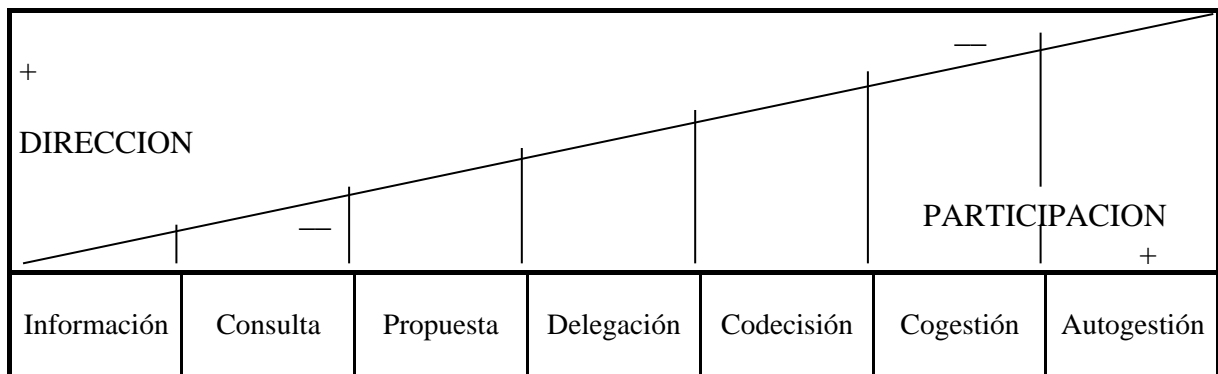 —
+
DIRECCION
PARTICIPACION
—
+
Información Consulta Propuesta Delegación Codecisión Cogestión Autogestión